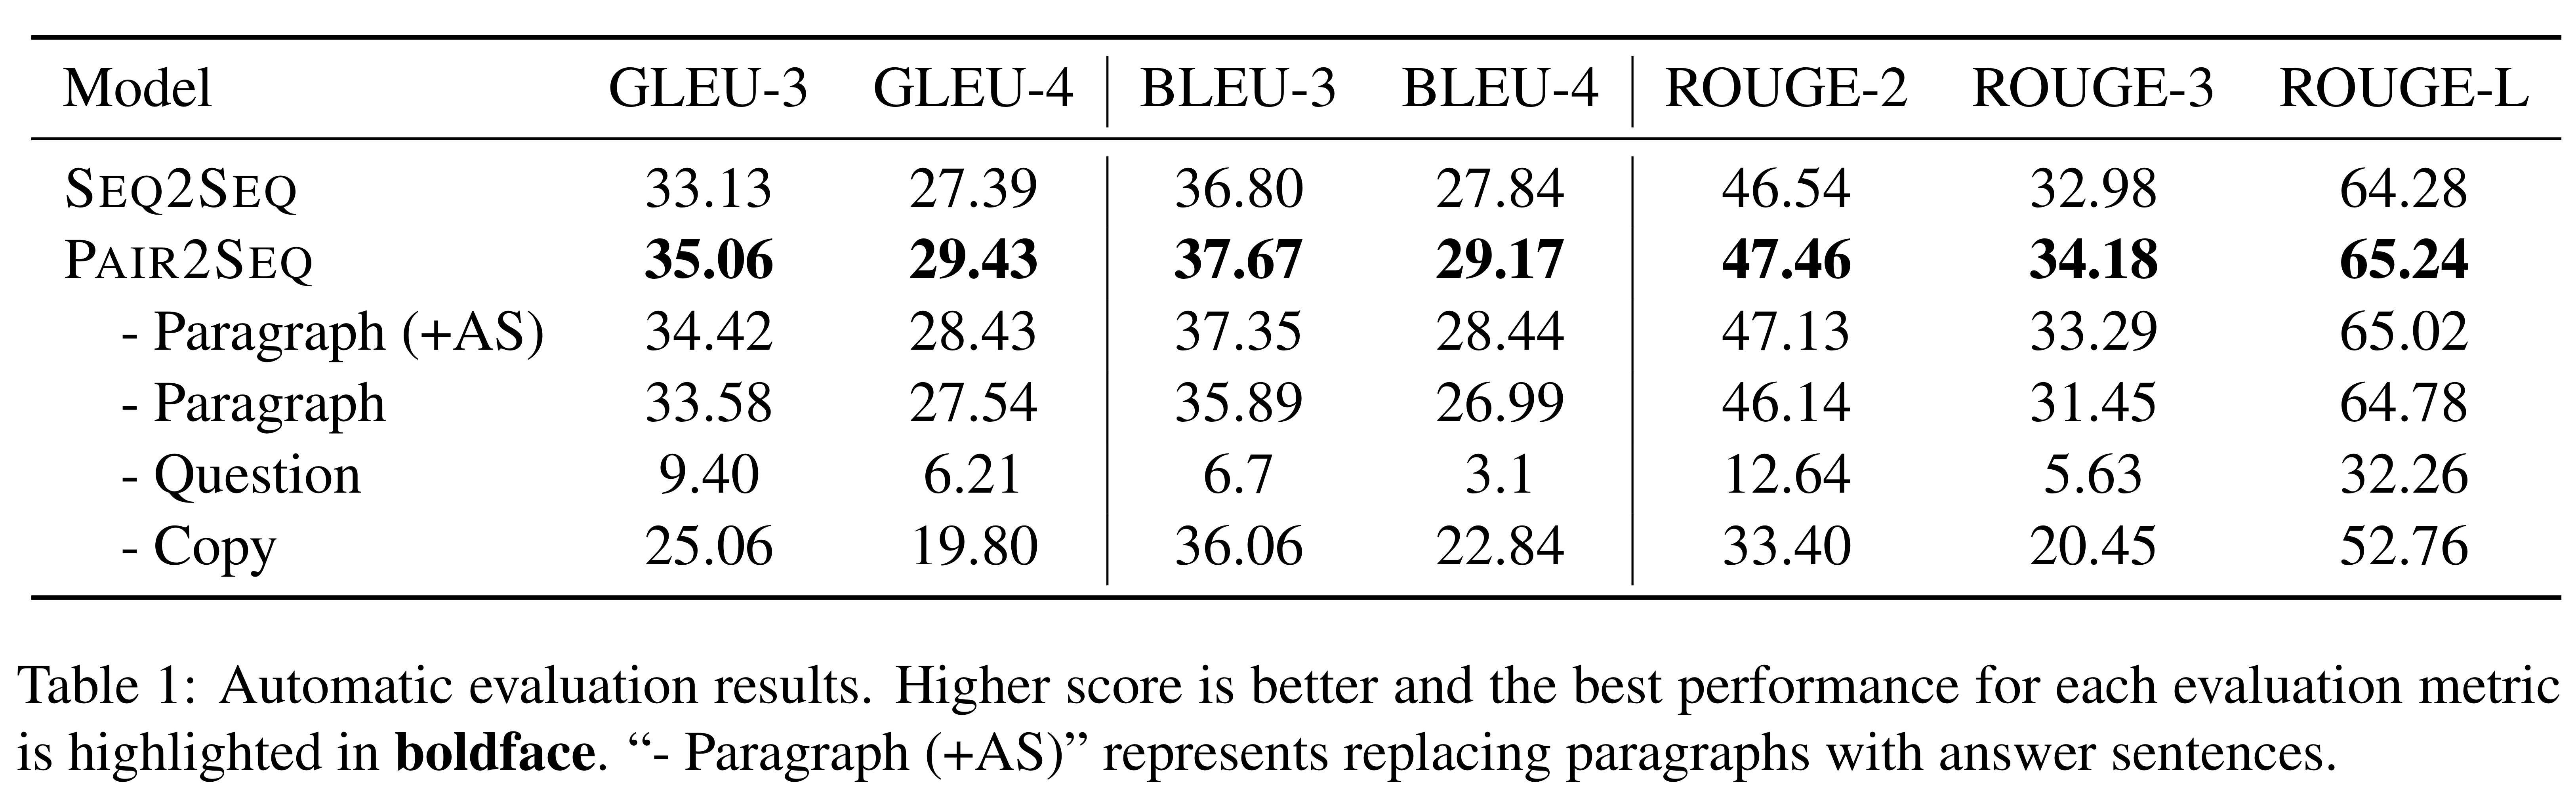 Model GLEU-3 GLEU-4 BLEU-3 BLEU-4 ROUGE-2 ROUGE-3 ROUGE-L
SEQ2SEQ 33.13 27.39 36.80 27.84 46.54 32.98 64.28
PAIR2SEQ 35.06 29.43 37.67 29.17 47.46 34.18 65.24
- Paragraph (+AS) 34.42 28.43 37.35 28.44 47.13 33.29 65.02
- Paragraph 33.58 27.54 35.89 26.99 46.14 31.45 64.78
- Question 9.40 6.21 6.7 3.1 12.64 5.63 32.26
- Copy 25.06 19.80 36.06 22.84 33.40 20.45 52.76
Table 1: Automatic evaluation results. Higher score is better and the best performance for each evaluation metric
is highlighted in boldface. “- Paragraph (+AS)” represents replacing paragraphs with answer sentences.